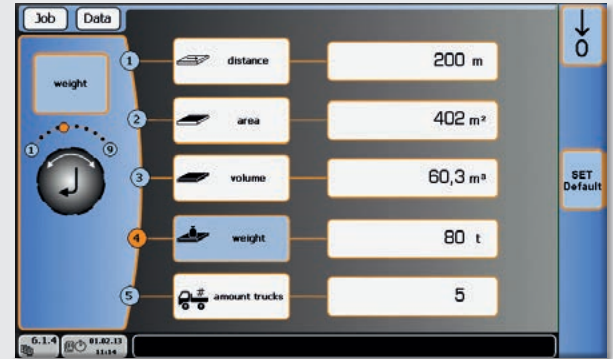 Job Data
0
weight
1 9
1 distance 200 m
2 area 402 m²
3 volume 60,3 m³
4 weight 80 t
5 # amount trucks 5
SET
Default
6.1.4 01.02.13
11:14